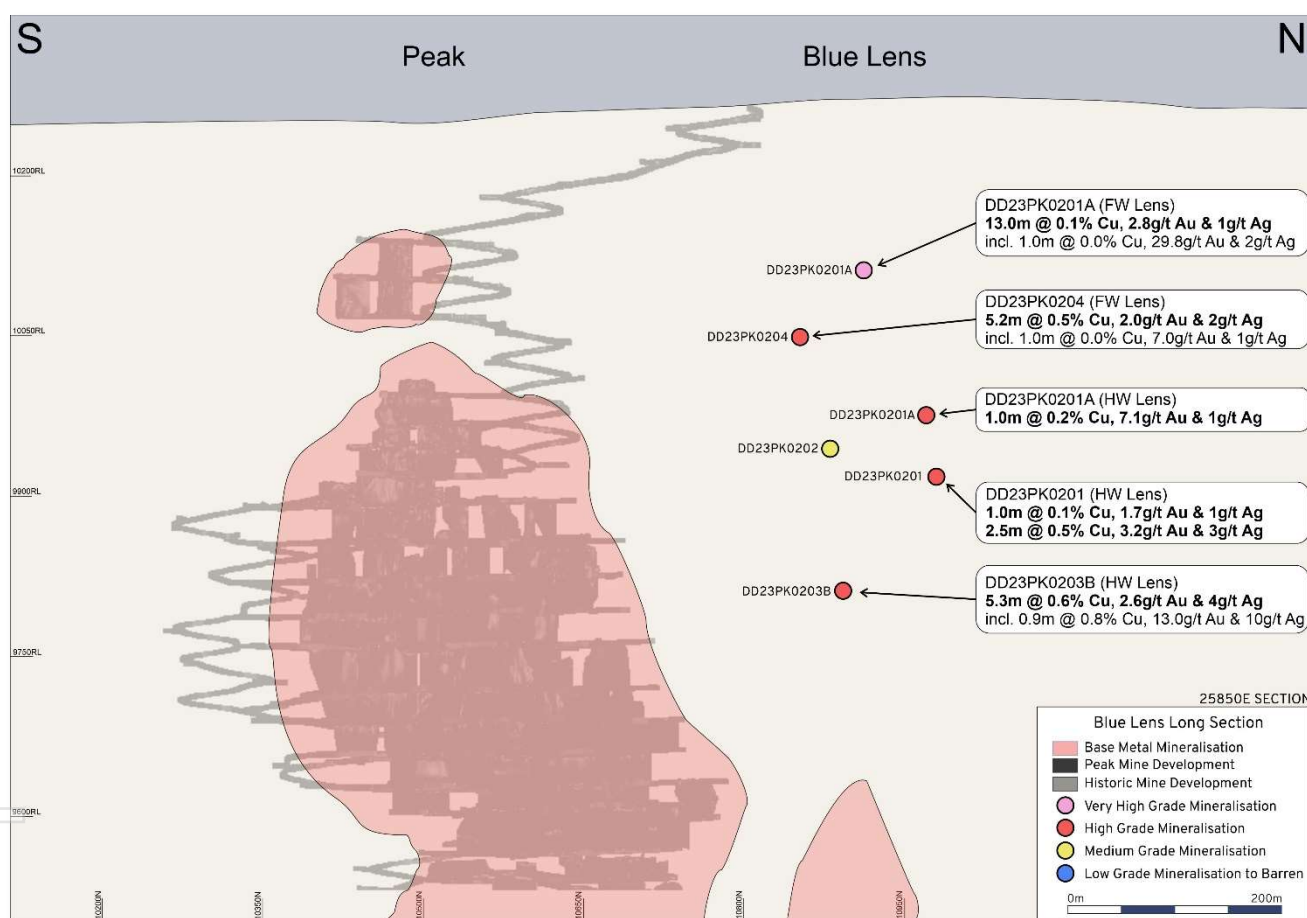 S
Peak
Blue Lens
N
10200RL
DD23PK0201A (FW Lens)
13.0m @ 0.1% Cu, 2.8g/t Au & 1g/t Ag
incl. 1.0m @ 0.0% Cu, 29.8g/t Au & 2g/t Ag
DD23PK0201A
DD23PK0204 (FW Lens)
5.2m @ 0.5% Cu, 2.0g/t Au & 2g/t Ag
incl. 1.0m @ 0.0% Cu, 7.0g/t Au & 1g/t Ag
10050RL
DD23PK0204
DD23PK0201A (HW Lens)
1.0m @ 0.2% Cu, 7.1g/t Au & 1g/t Ag
DD23PK0201A
DD23PK0202
DD23PK0201
9900RL
DD23PK0201 (HW Lens)
1.0m @ 0.1% Cu, 1.7g/t Au & 1g/t Ag
2.5m @ 0.5% Cu, 3.2g/t Au & 3g/t Ag
DD23PK0203B
DD23PK0203B (HW Lens)
5.3m @ 0.6% Cu, 2.6g/t Au & 4g/t Ag
incl. 0.9m @ 0.8% Cu, 13.0g/t Au & 10g/t Ag
9750RL
25850E SECTION
Blue Lens Long Section
Base Metal Mineralisation
Peak Mine Development
Historic Mine Development
Very High Grade Mineralisation
High Grade Mineralisation
Medium Grade Mineralisation
Low Grade Mineralisation to Barren
0m 200m
9600RL
10200N
10350N
10500N
10650N
10800N
10950N